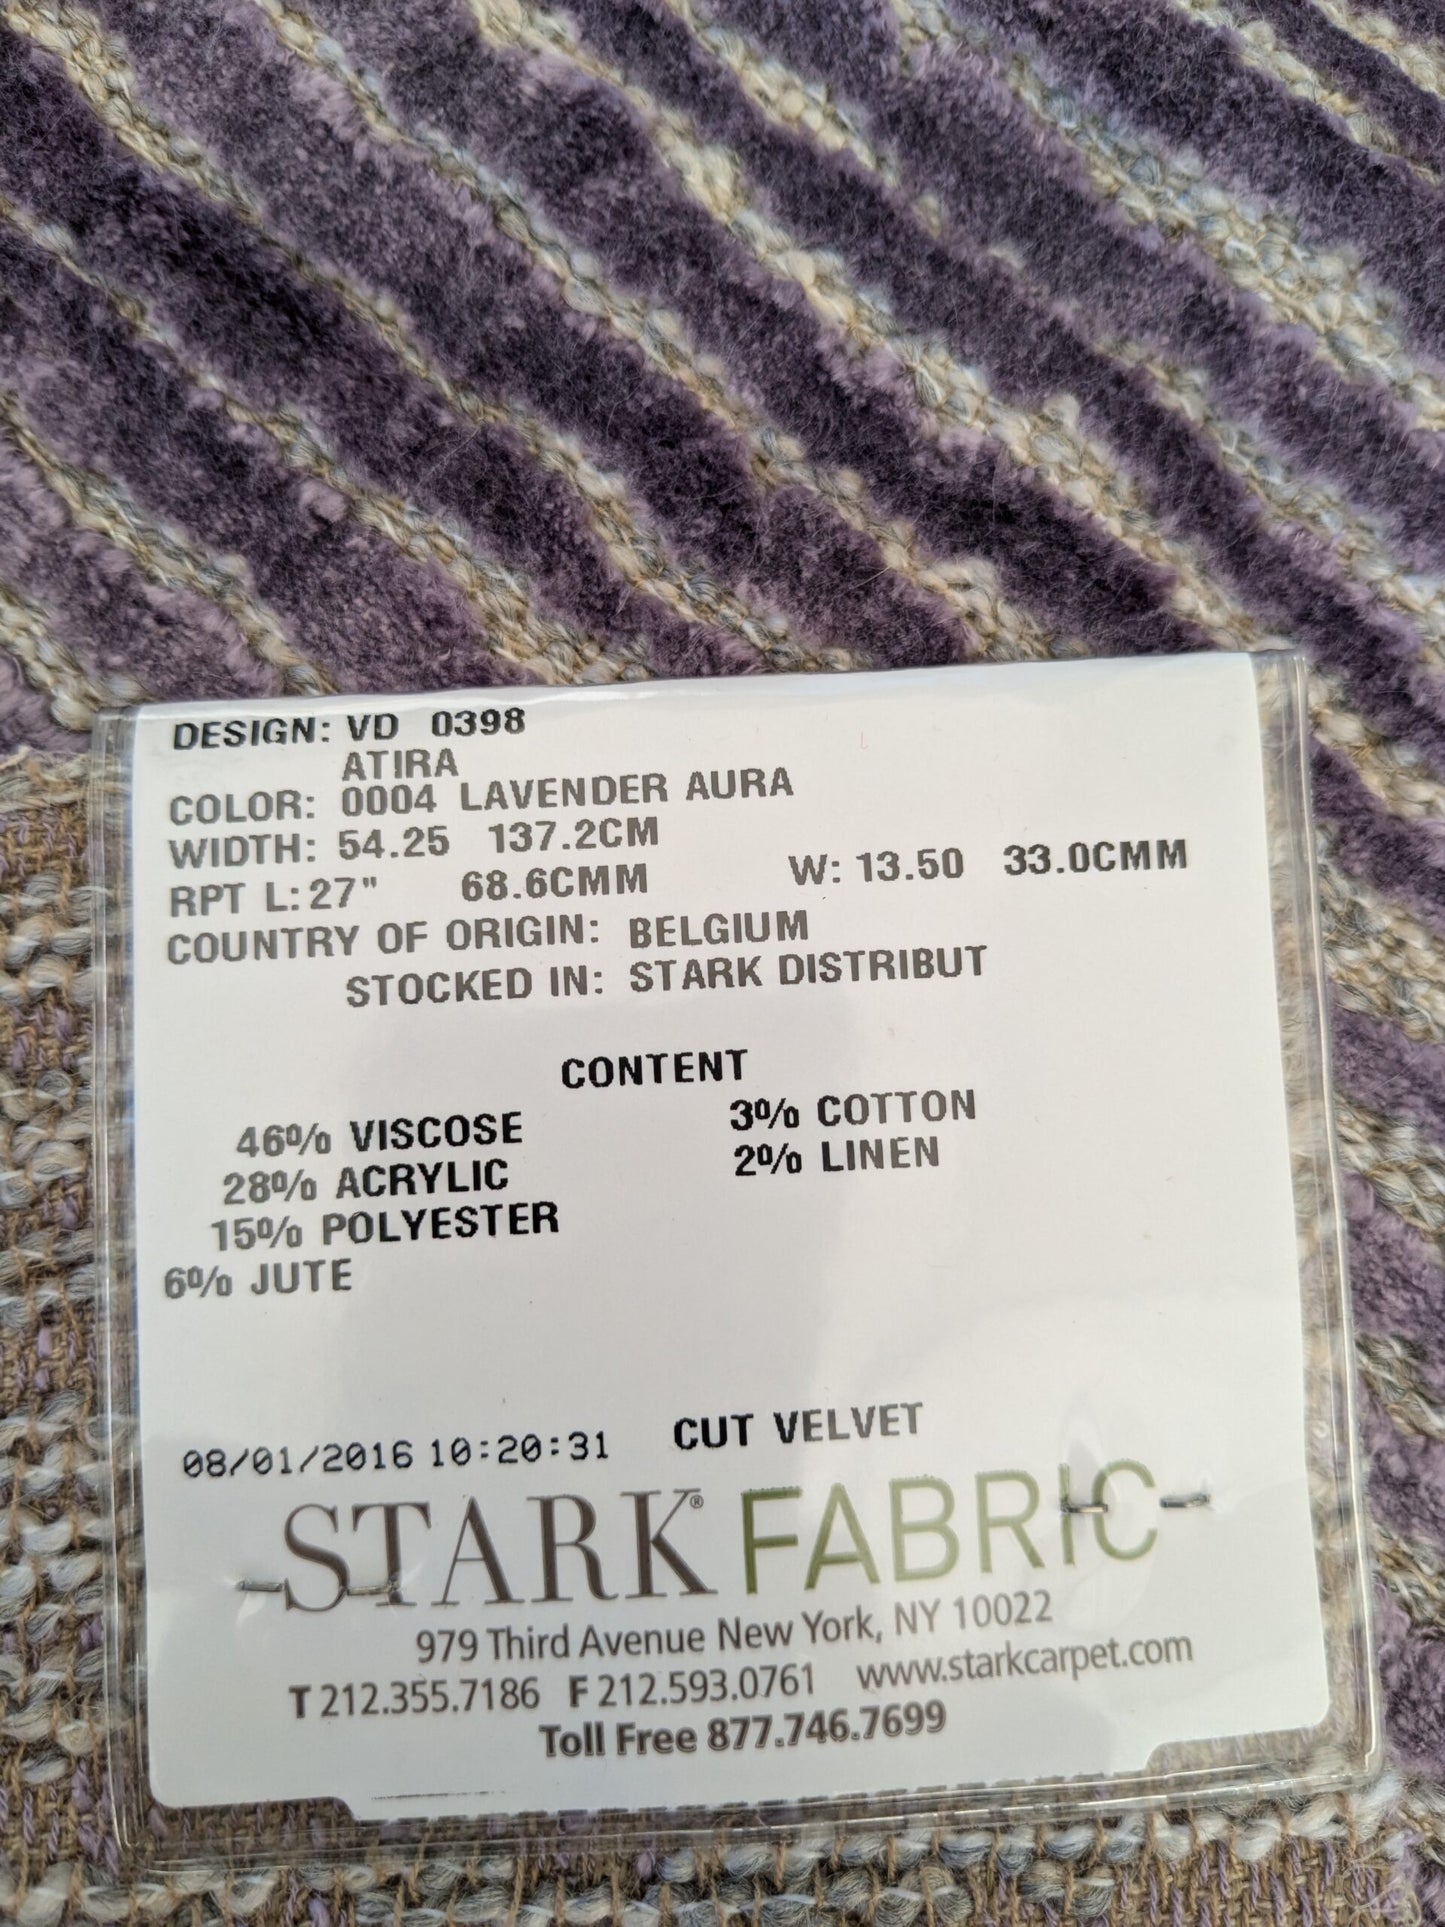 DESIGN: VD 0398
ATIRA
COLOR: 0004 LAVENDER AURA
WIDTH: 54.25 137.2CM
RPT L: 27" 68.6CMM W: 13.50 33.0CMM
COUNTRY OF ORIGIN: BELGIUM
STOCKED IN: STARK DISTRIBUT
CONTENT
46% VISCOSE 3% COTTON
28% ACRYLIC 2% LINEN
15% POLYESTER
6% JUTE
08/01/2016 10:20:31 CUT VELVET
STARK® FABRIC
979 Third Avenue New York, NY 10022
T 212.355.7186 F 212.593.0761 www.starkcarpet.com
Toll Free 877.746.7699